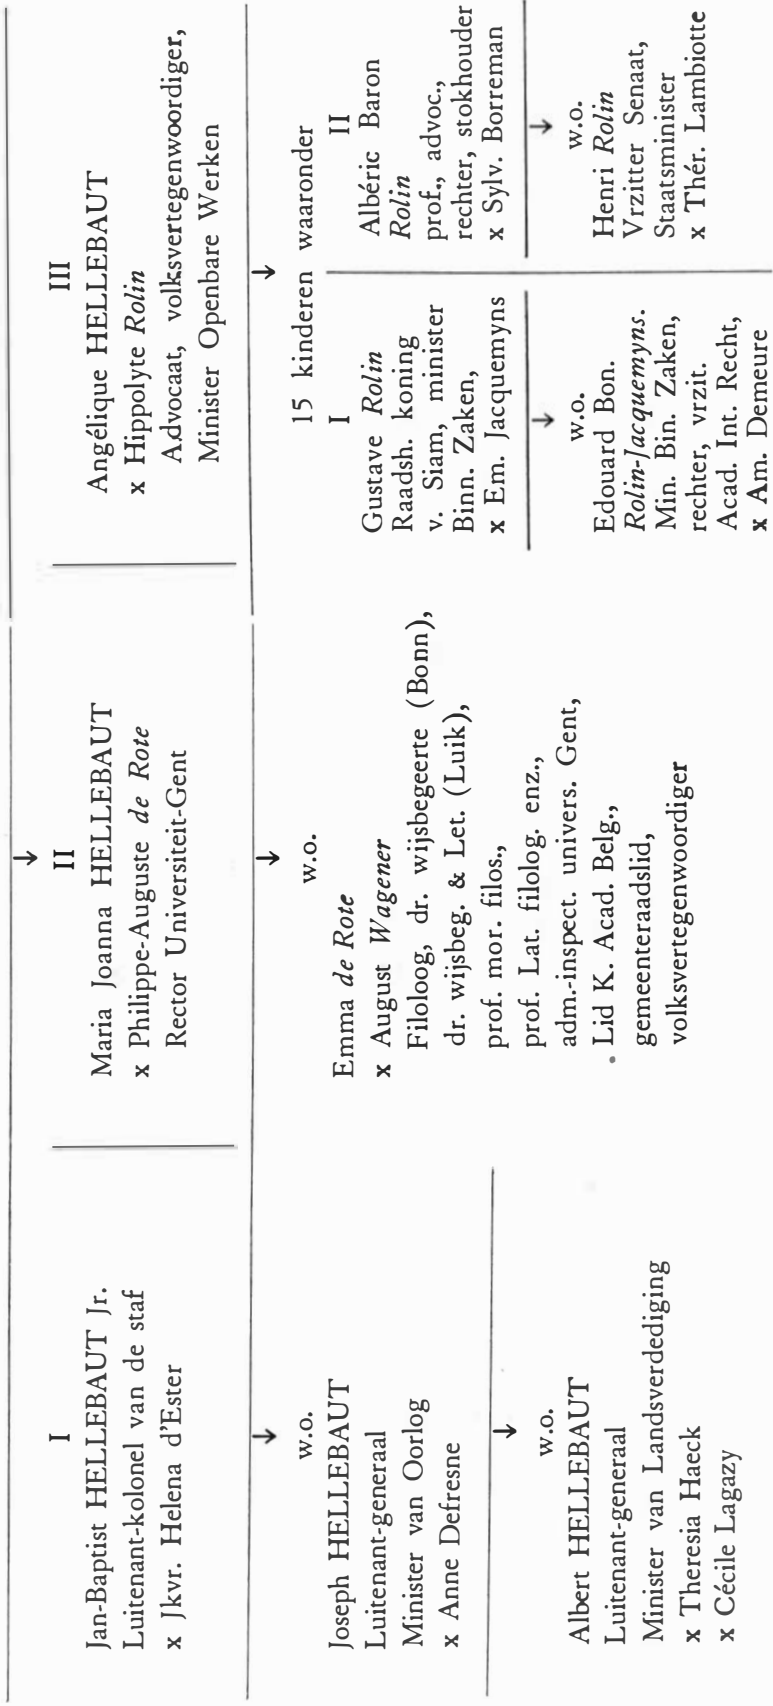 I
Jan-Baptist HELLEBAUT Jr.
Luitenant-kolonel van de staf
x Jkvr. Helena d'Ester
↓
w.o.
Joseph HELLEBAUT
Luitenant-generaal
Minister van Oorlog
x Anne Defresne
↓
w.o.
Albert HELLEBAUT
Luitenant-generaal
Minister van Landsverdediging
x Theresia Haeck
x Cécile Lagazy
↓
II
Maria Joanna HELLEBAUT
x Philippe-Auguste de Rote
Rector Universiteit-Gent
↓
w.o.
Emma de Rote
x August Wagener
Filoloog, dr. wijsbegeerte (Bonn),
dr. wijsbeg. & Let. (Luik),
prof. mor. filos.,
prof. Lat. filolog. enz.,
adm.-inspect. univers. Gent,
Lid K. Acad. Belg.,
gemeenteraadslid,
volksvertegenwoordiger
III
Angélique HELLEBAUT
x Hippolyte Rolin
Advocaat, volksvertegenwoordiger,
Minister Openbare Werken
↓
15 kinderen waaronder
I
Gustave Rolin
Raadsh. koning
v. Siam, minister
Binn. Zaken,
x Em. Jacquemyns
↓
w.o.
Edouard Bon.
Rolin-Jacquemyns.
Min. Bin. Zaken,
rechter, vrzit.
Acad. Int. Recht,
x Am. Demeure
II
Albéric Baron
Rolin
prof., advoc.,
rechter, stokhouder
x Sylv. Borreman
↓
w.o.
Henri Rolin
Vrzitter Senaat,
Staatsminister
x Thér. Lambiotte